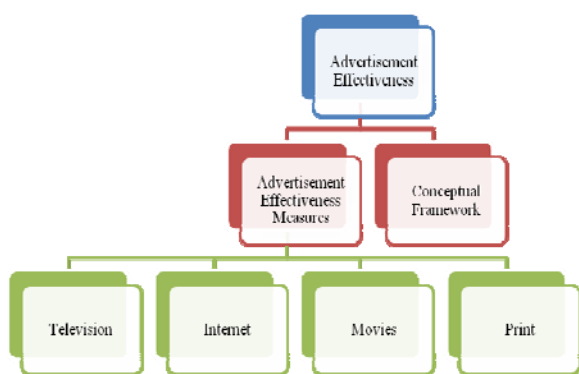 Advertisement
Effectiveness
Advertisement
Effectiveness
Measures
Conceptual
Framework
Television
Internet
Movies
Print